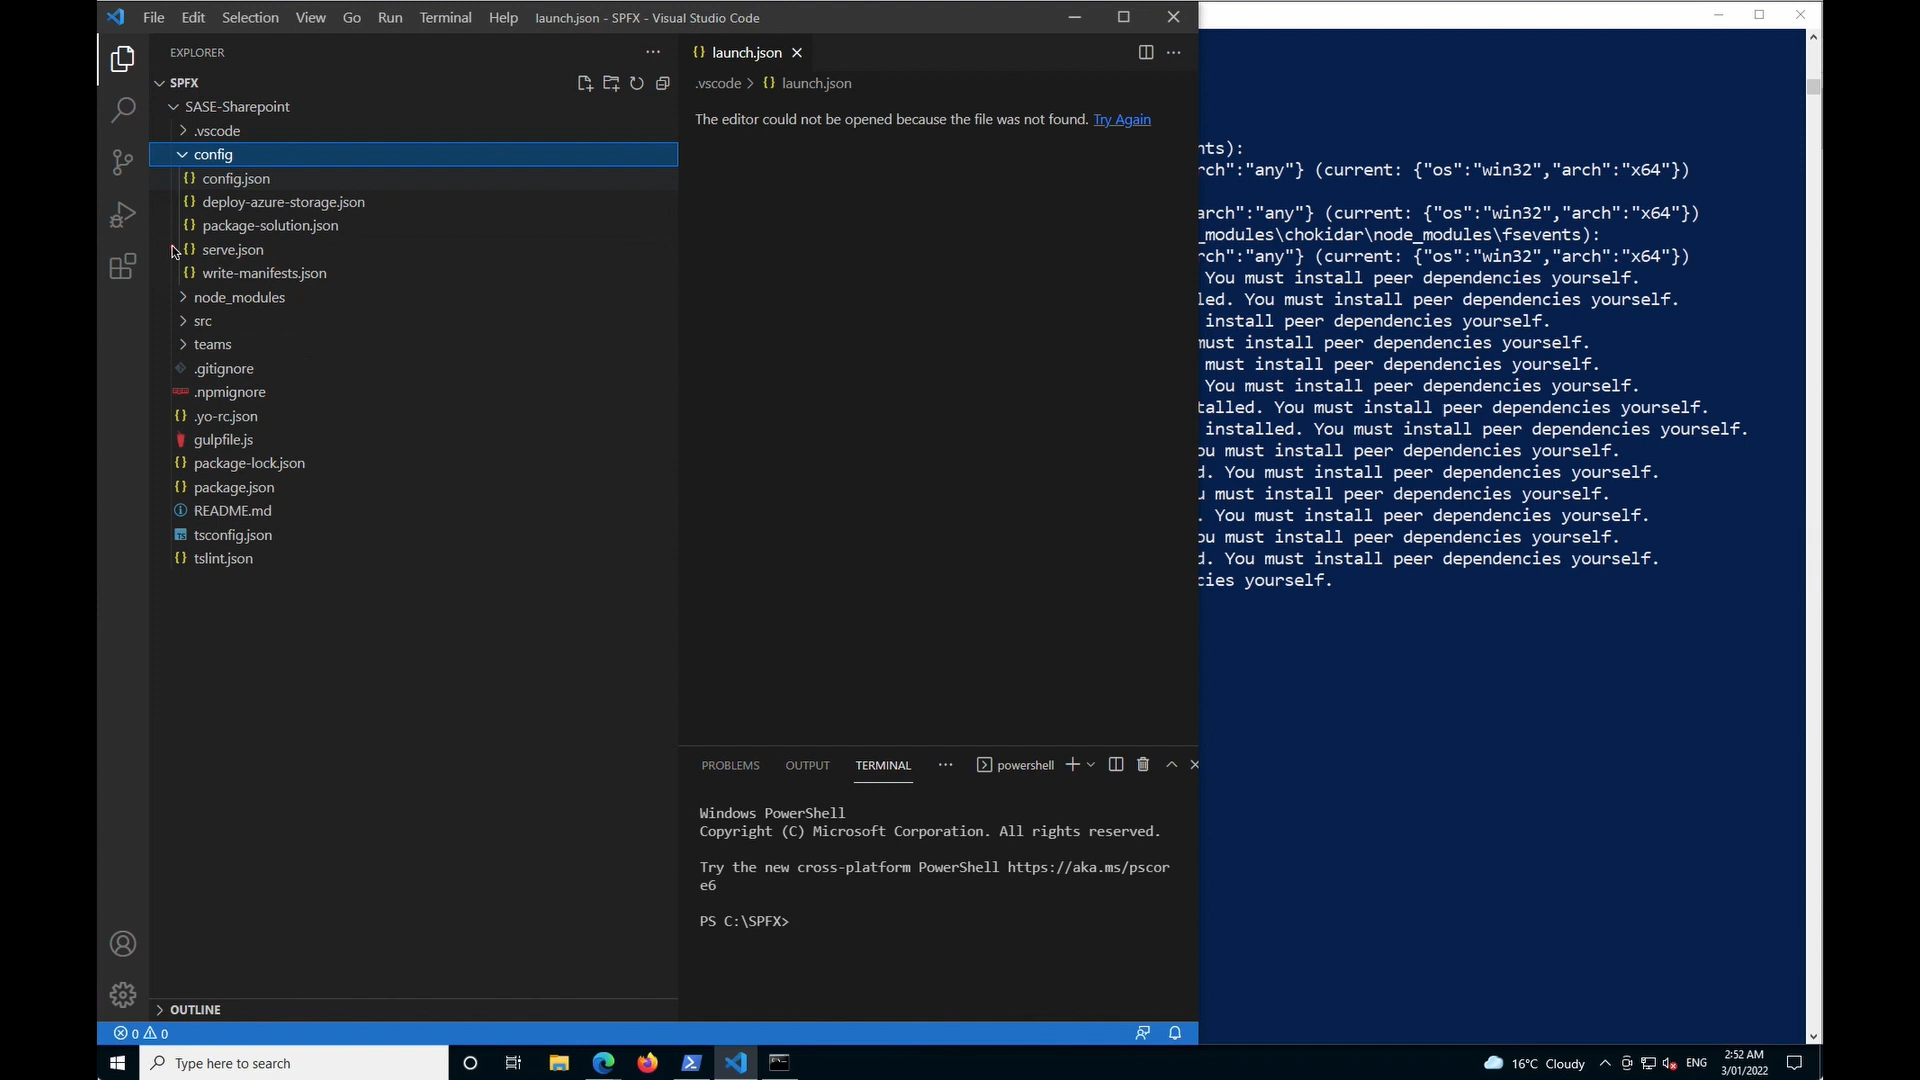 File Edit Selection View Go Run Terminal Help launch.json - SPFX - Visual Studio Code
EXPLORER
SPFX
SASE-Sharepoint
.vscode
config
config.json
deploy-azure-storage.json
package-solution.json
serve.json
write-manifests.json
node_modules
src
teams
.gitignore
.npmignore
.yo-rc.json
gulpfile.js
package-lock.json
package.json
README.md
tsconfig.json
tslint.json
OUTLINE
launch.json
.vscode > launch.json
The editor could not be opened because the file was not found. Try Again
PROBLEMS OUTPUT TERMINAL powershell
Windows PowerShell
Copyright (C) Microsoft Corporation. All rights reserved.
Try the new cross-platform PowerShell https://aka.ms/pscor
e6
PS C:\SPFX>
nts):
rch":"any"} (current: {"os":"win32","arch":"x64"})
arch":"any"} (current: {"os":"win32","arch":"x64"})
_modules\chokidar\node_modules\fsevents):
rch":"any"} (current: {"os":"win32","arch":"x64"})
You must install peer dependencies yourself.
led. You must install peer dependencies yourself.
install peer dependencies yourself.
must install peer dependencies yourself.
must install peer dependencies yourself.
You must install peer dependencies yourself.
talled. You must install peer dependencies yourself.
installed. You must install peer dependencies yourself.
ou must install peer dependencies yourself.
d. You must install peer dependencies yourself.
u must install peer dependencies yourself.
. You must install peer dependencies yourself.
ou must install peer dependencies yourself.
d. You must install peer dependencies yourself.
cies yourself.
0 0
Type here to search
16°C Cloudy ENG 2:52 AM
3/01/2022